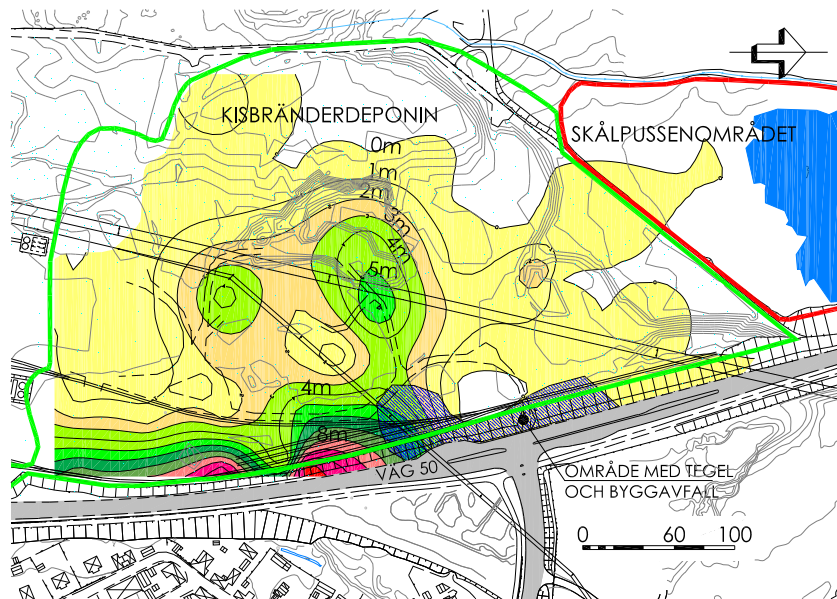 KISBRÄNDERDEPONIN
SKÅLPUSSENOMRÅDET
0m
1m
2m
3m
4m
5m
4m
8m
VÄG 50
OMRÅDE MED TEGEL
OCH BYGGAVFALL
0 60 100